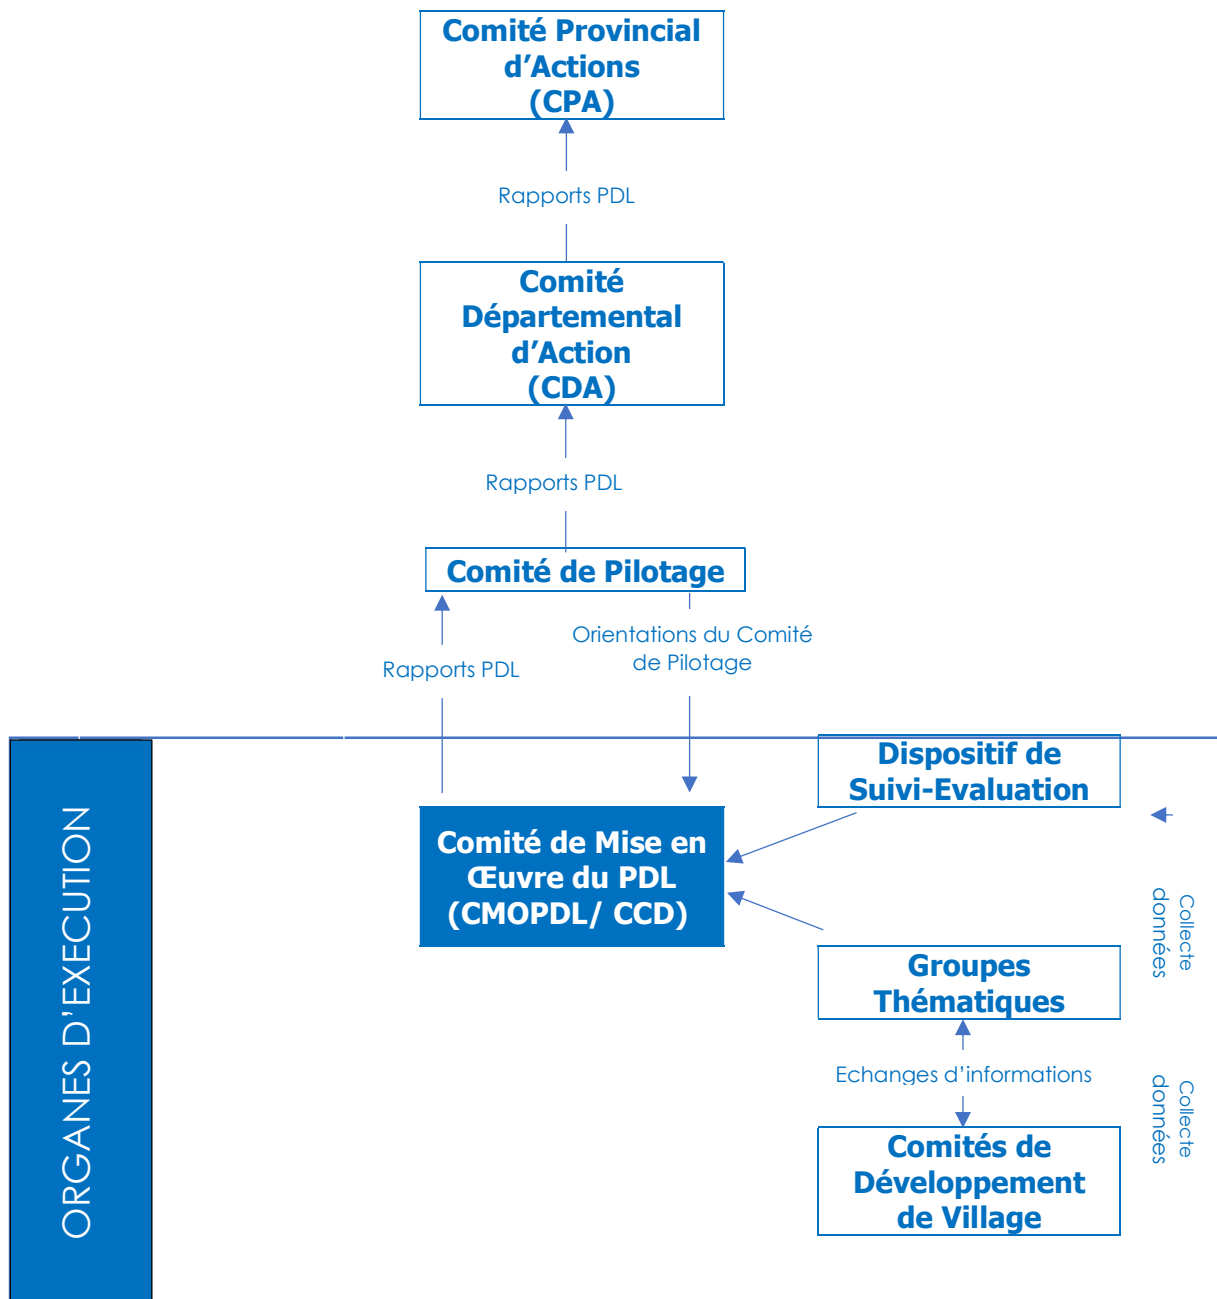 Comité Provincial
d’Actions
(CPA)
Rapports PDL
Comité
Départemental
d’Action
(CDA)
Rapports PDL
Comité de Pilotage
Orientations du Comité
de Pilotage
Rapports PDL
ORGANES D’EXECUTION
Dispositif de
Suivi-Evaluation
Comité de Mise en
Œuvre du PDL
(CMOPDL/ CCD)
Collecte
données
Groupes
Thématiques
Echanges d’informations
Collecte
données
Comités de
Développement
de Village